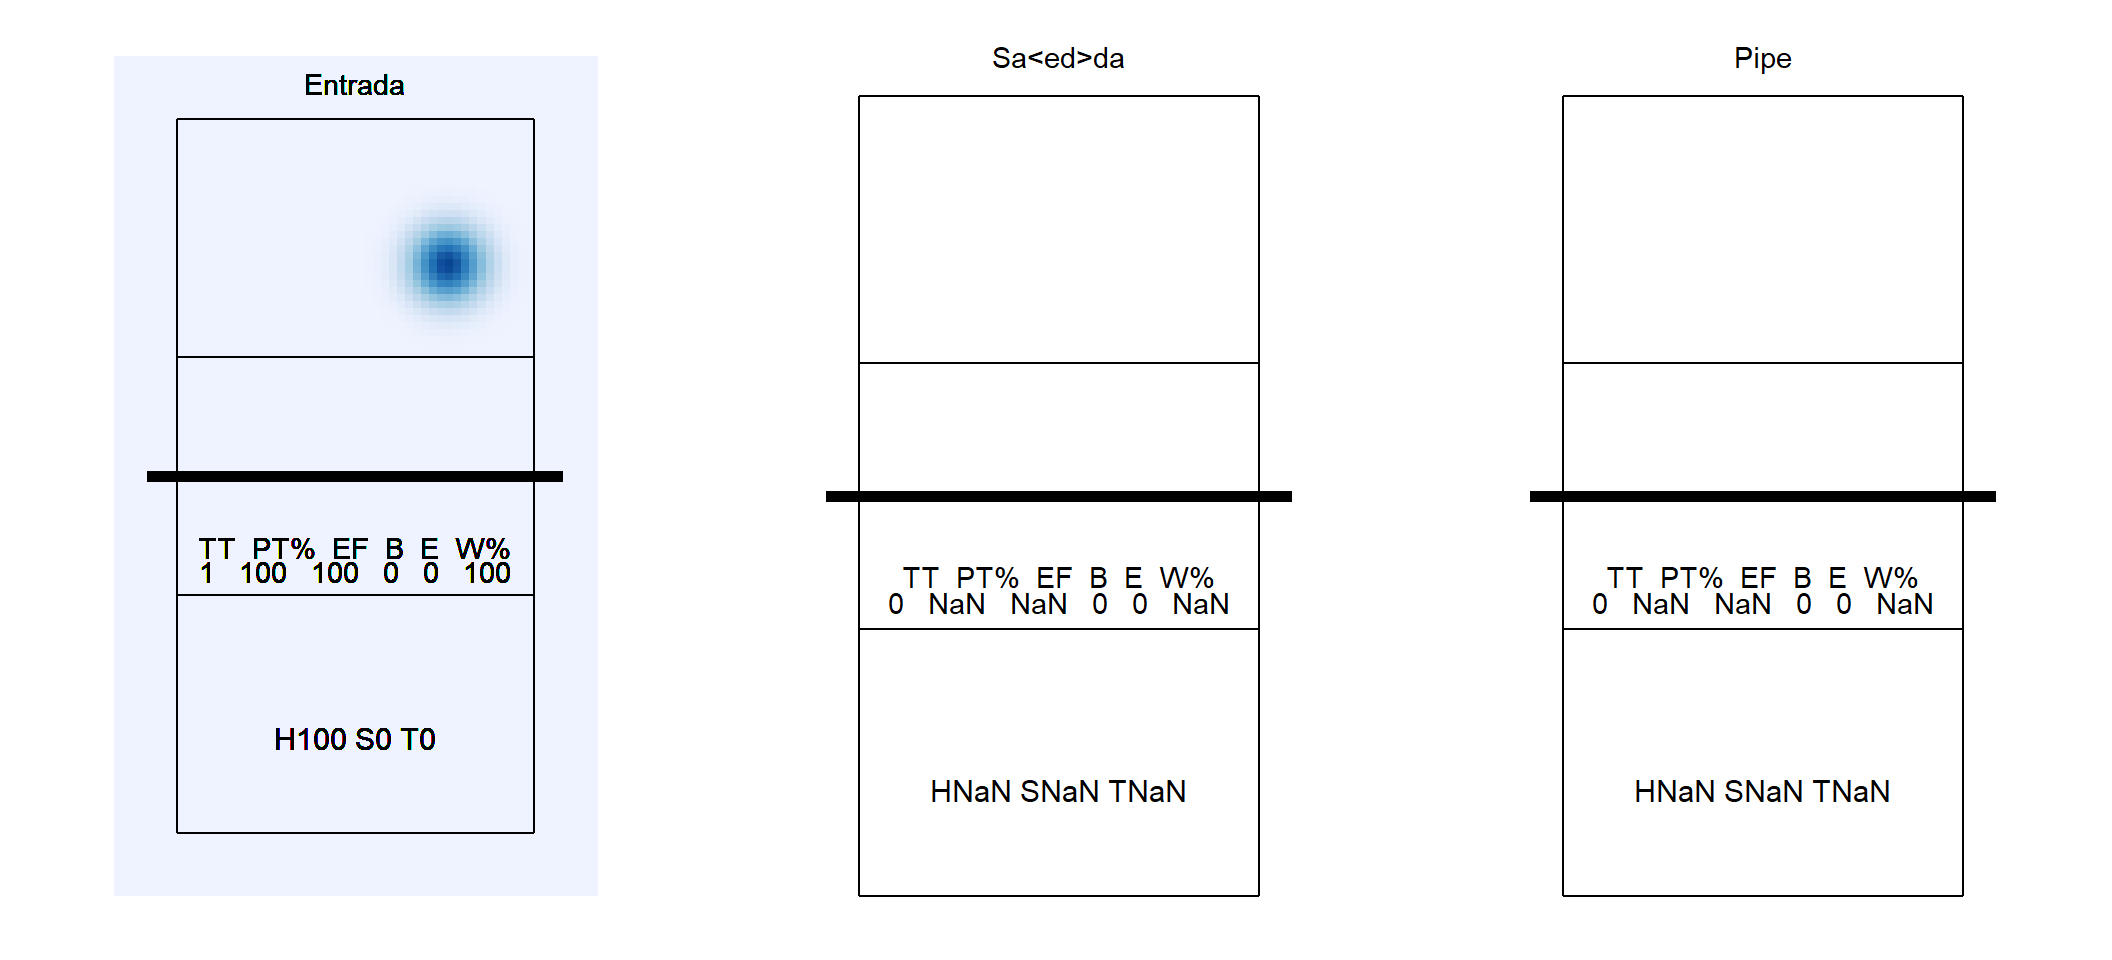 Entrada
TT PT% EF B E W%
1 100 100 0 0 100
H100 S0 T0
Sa<ed>da
TT PT% EF B E W%
0 NaN NaN 0 0 NaN
HNaN SNaN TNaN
Pipe
TT PT% EF B E W%
0 NaN NaN 0 0 NaN
HNaN SNaN TNaN